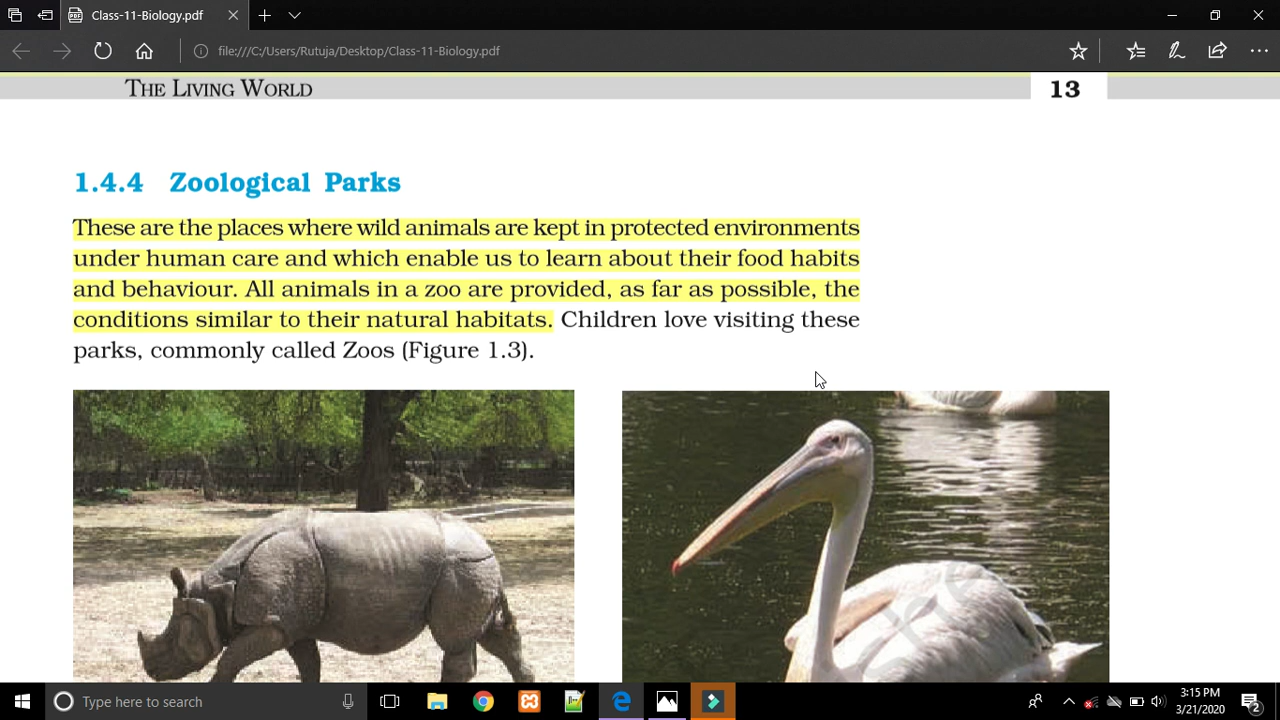 Class-11-Biology.pdf
file:///C:/Users/Rutuja/Desktop/Class-11-Biology.pdf
THE LIVING WORLD
13
1.4.4 Zoological Parks
These are the places where wild animals are kept in protected environments
under human care and which enable us to learn about their food habits
and behaviour. All animals in a zoo are provided, as far as possible, the
conditions similar to their natural habitats. Children love visiting these
parks, commonly called Zoos (Figure 1.3).
Type here to search
3:15 PM
3/21/2020
2